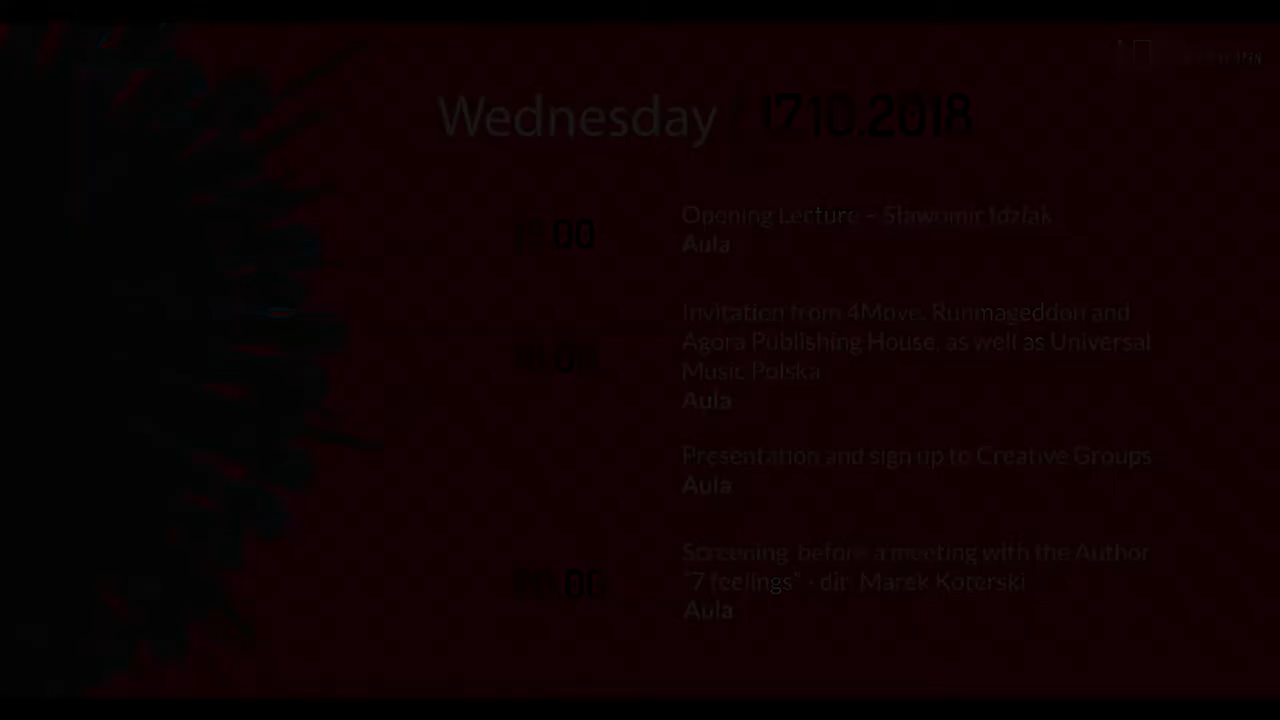 Wednesday 17.10.2018
00
Opening Lecture – Sławomir Idziak
Aula
Invitation from 4Move, Runmageddon and
Agora Publishing House, as well as Universal
Music Polska
Aula
Presentation and sign up to Creative Groups
Aula
00
Screening before a meeting with the Author
"7 feelings" - dir. Marek Koterski
Aula